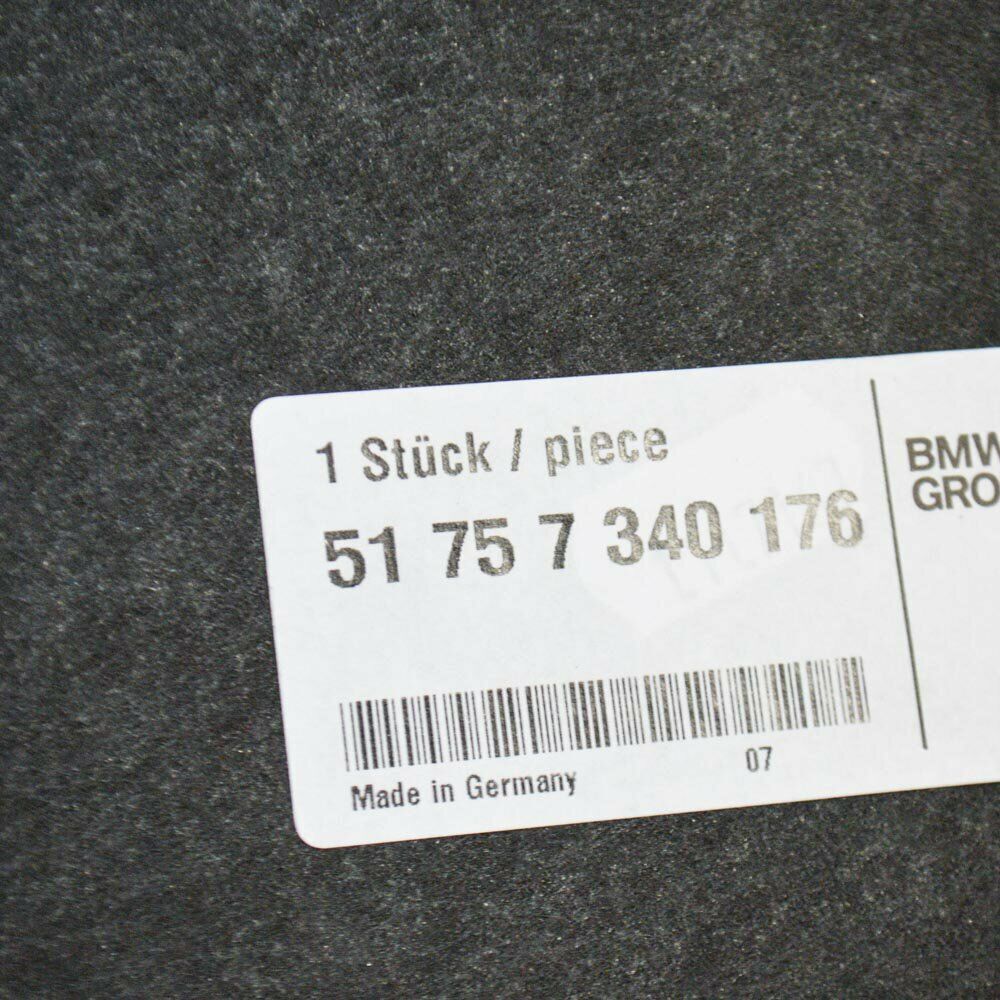 1 Stück / piece
51 75 7 340 176
BMW
GRO
07
Made in Germany